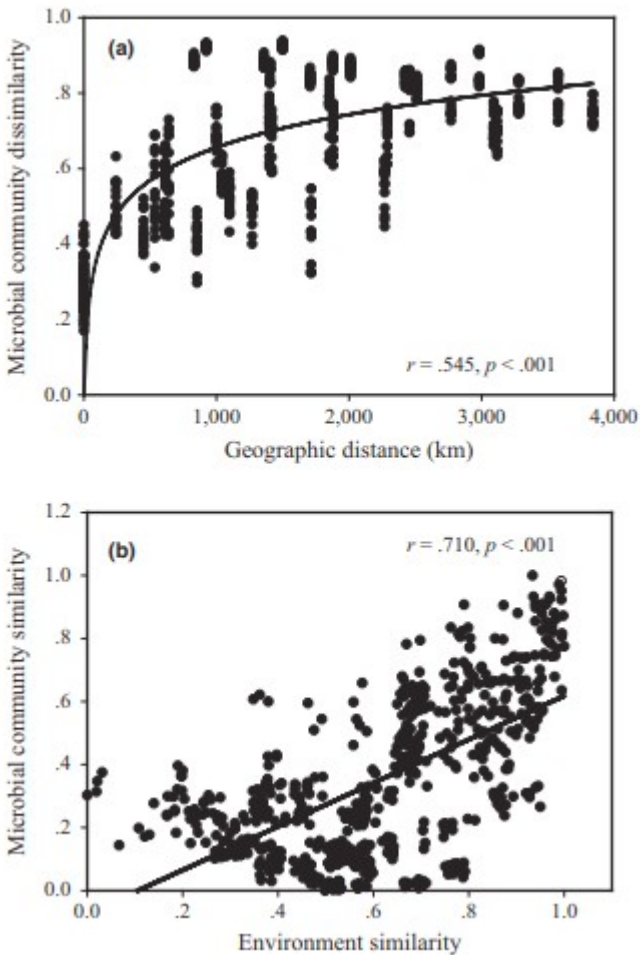 1.0
(a)
.8
.6
.4
.2
0.0
Microbial community dissimilarity
r = .545, p < .001
0 1,000 2,000 3,000 4,000
Geographic distance (km)
1.2
(b)
r = .710, p < .001
1.0
.8
.6
.4
.2
0.0
Microbial community similarity
0.0 .2 .4 .6 .8 1.0
Environment similarity